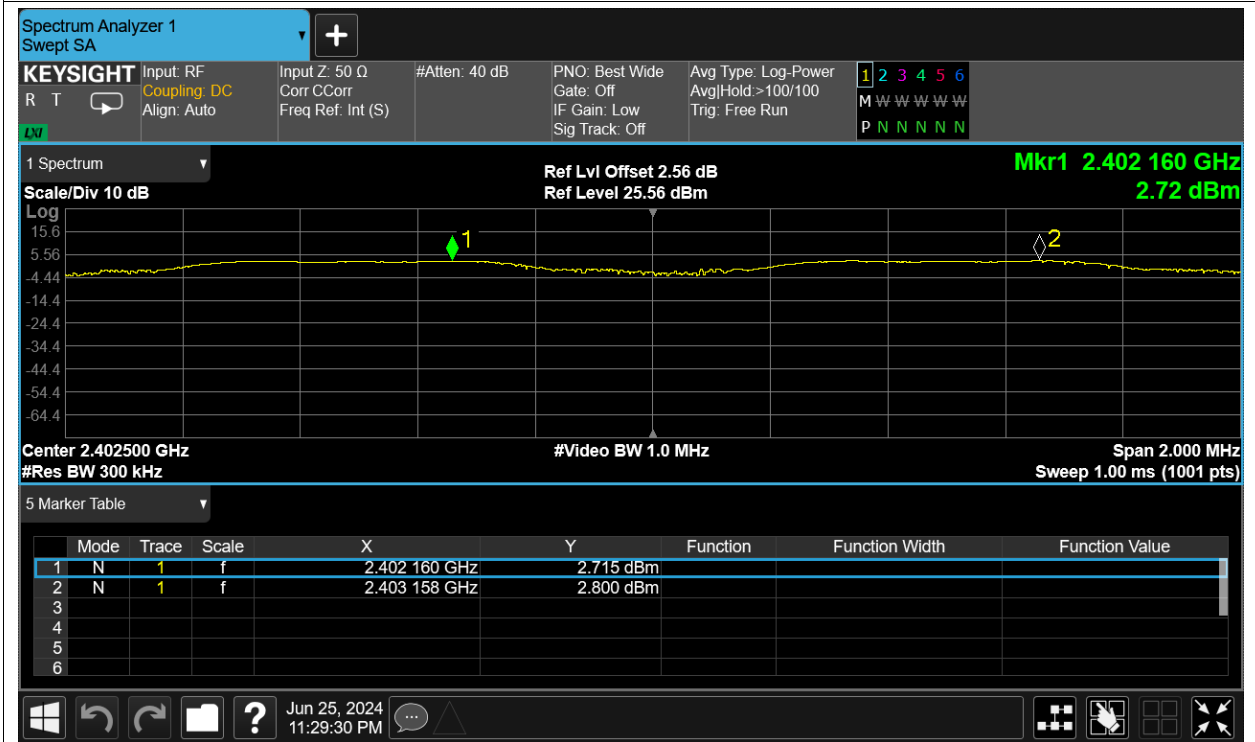 Spectrum Analyzer 1
Swept SA
+
KEYSIGHT
R T
LXI
Input: RF
Coupling: DC
Align: Auto
Input Z: 50 Ω
Corr CCorr
Freq Ref: Int (S)
#Atten: 40 dB
PNO: Best Wide
Gate: Off
IF Gain: Low
Sig Track: Off
Avg Type: Log-Power
Avg|Hold:>100/100
Trig: Free Run
1 2 3 4 5 6
M W W W W W
P N N N N N N
1 Spectrum
Scale/Div 10 dB
Ref Lvl Offset 2.56 dB
Ref Level 25.56 dBm
Mkr1 2.402 160 GHz
2.72 dBm
Log
15.6
5.56
-4.44
-14.4
-24.4
-34.4
-44.4
-54.4
-64.4
1
2
Center 2.402500 GHz
#Video BW 1.0 MHz
Span 2.000 MHz
#Res BW 300 kHz
Sweep 1.00 ms (1001 pts)
5 Marker Table
Mode Trace Scale X Y Function Function Width Function Value
1 N 1 f 2.402 160 GHz 2.715 dBm
2 N 1 f 2.403 158 GHz 2.800 dBm
3
4
5
6
?
Jun 25, 2024
11:29:30 PM